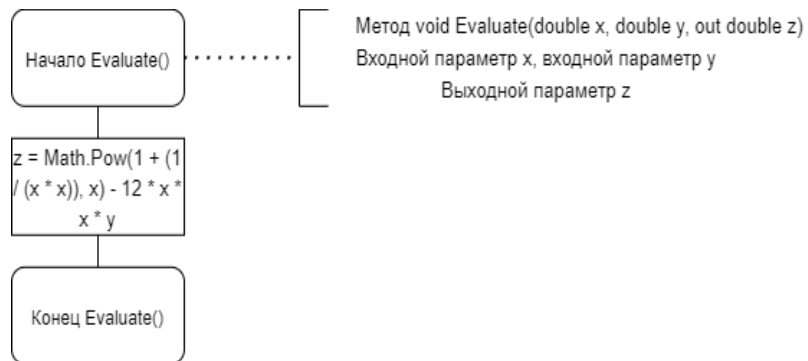 Начало Evaluate()
Метод void Evaluate(double x, double y, out double z)
Входной параметр x, входной параметр y
Выходной параметр z
z = Math.Pow(1 + (1
/ (x * x)), x) - 12 * x *
x * y
Конец Evaluate()